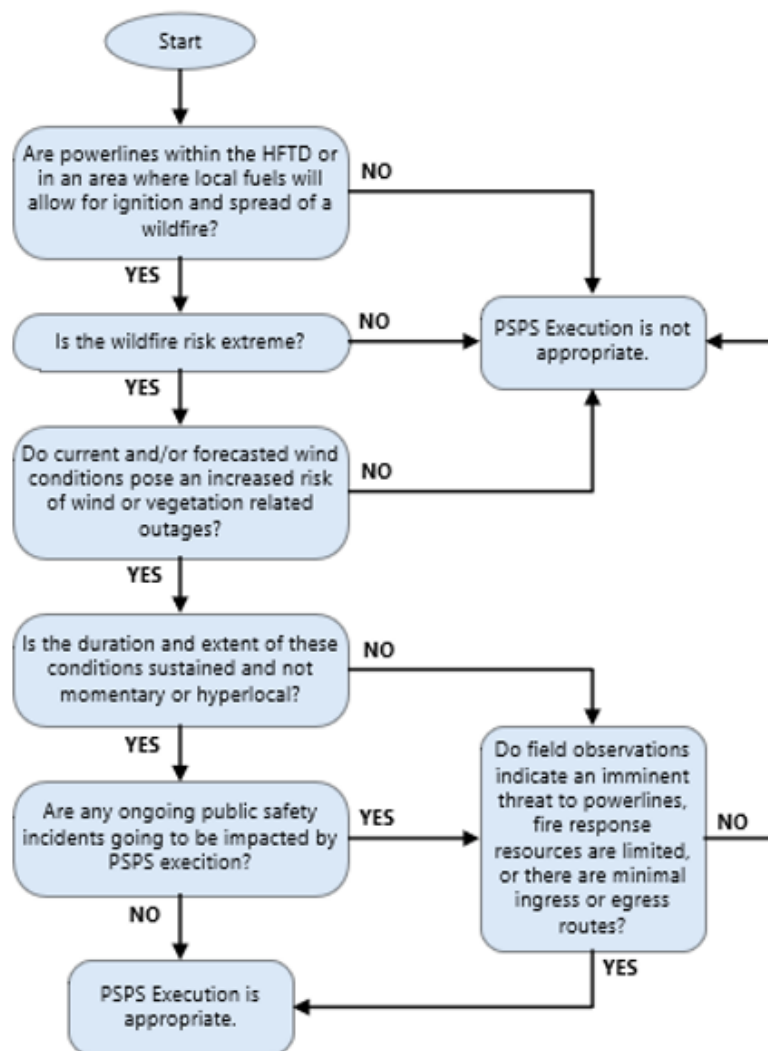 Start
Are powerlines within the HFTD or
in an area where local fuels will
allow for ignition and spread of a
wildfire?
NO
YES
Is the wildfire risk extreme?
NO
PSPS Execution is not
appropriate.
YES
Do current and/or forecasted wind
conditions pose an increased risk
of wind or vegetation related
outages?
NO
YES
Is the duration and extent of these
conditions sustained and not
momentary or hyperlocal?
NO
YES
Are any ongoing public safety
incidents going to be impacted by
PSPS execition?
YES
Do field observations
indicate an imminent
threat to powerlines,
fire response
resources are limited,
or there are minimal
ingress or egress
routes?
NO
NO
YES
PSPS Execution is
appropriate.